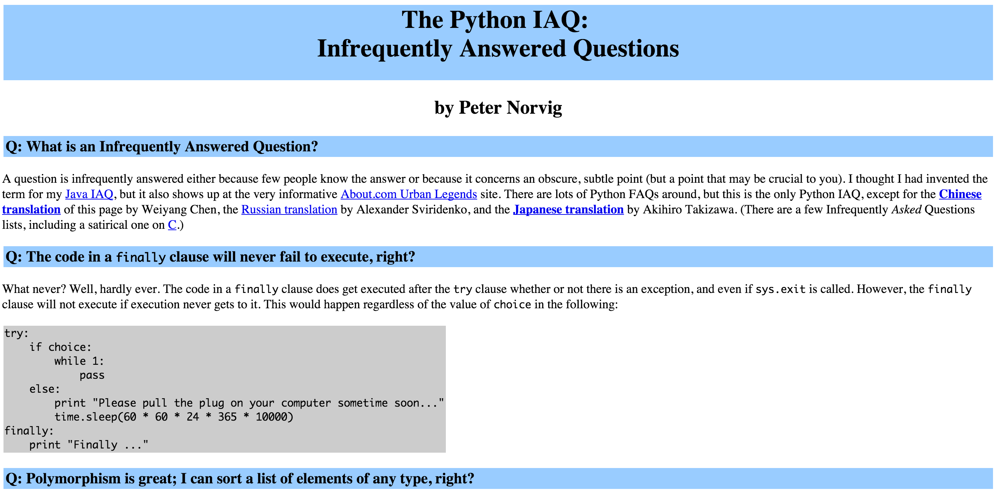 The Python IAQ:
Infrequently Answered Questions
by Peter Norvig
Q: What is an Infrequently Answered Question?
A question is infrequently answered either because few people know the answer or because it concerns an obscure, subtle point (but a point that may be crucial to you). I thought I had invented the
term for my Java IAQ, but it also shows up at the very informative About.com Urban Legends site. There are lots of Python FAQs around, but this is the only Python IAQ, except for the Chinese
translation of this page by Weiyang Chen, the Russian translation by Alexander Sviridenko, and the Japanese translation by Akihiro Takizawa. (There are a few Infrequently Asked Questions
lists, including a satirical one on C.)
Q: The code in a finally clause will never fail to execute, right?
What never? Well, hardly ever. The code in a finally clause does get executed after the try clause whether or not there is an exception, and even if sys.exit is called. However, the finally
clause will not execute if execution never gets to it. This would happen regardless of the value of choice in the following:
try:
    if choice:
        while 1:
            pass
    else:
        print "Please pull the plug on your computer sometime soon..."
        time.sleep(60 * 60 * 24 * 365 * 10000)
finally:
    print "Finally ..."
Q: Polymorphism is great; I can sort a list of elements of any type, right?